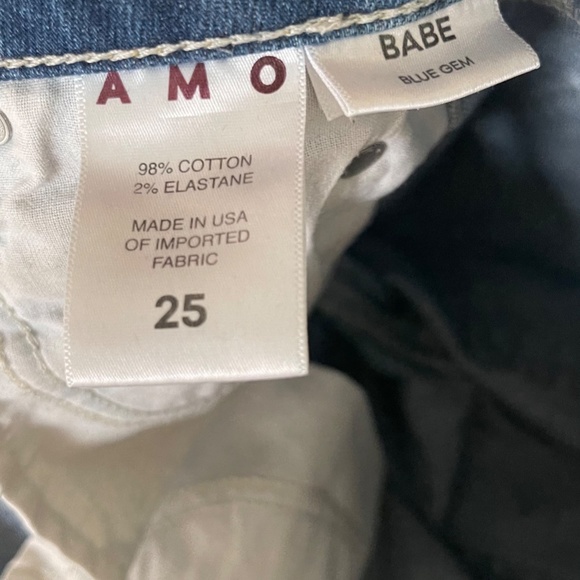 AMO
98% COTTON
2% ELASTANE
MADE IN USA
OF IMPORTED
FABRIC
25
BABE
BLUE GEM